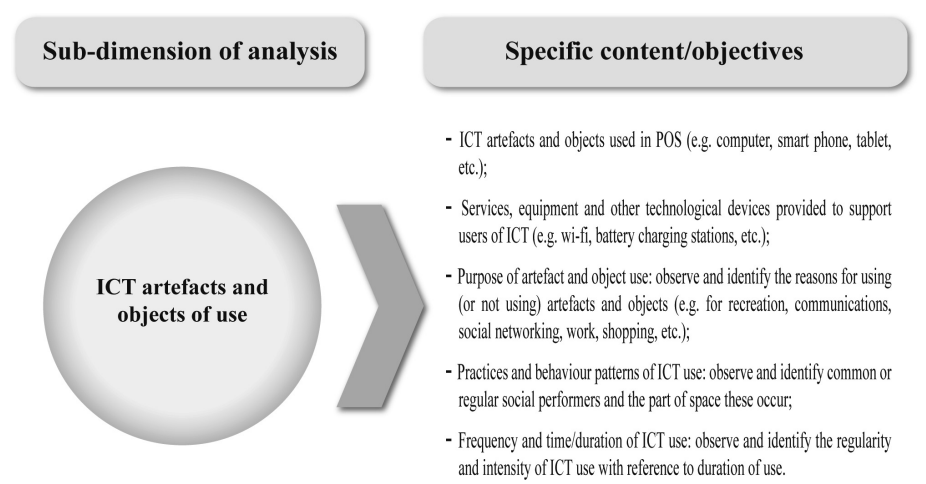 Sub-dimension of analysis
Specific content/objectives
ICT artefacts and
objects of use
- ICT artefacts and objects used in POS (e.g. computer, smart phone, tablet,
etc.);
- Services, equipment and other technological devices provided to support
users of ICT (e.g. wi-fi, battery charging stations, etc.);
- Purpose of artefact and object use: observe and identify the reasons for using
(or not using) artefacts and objects (e.g. for recreation, communications,
social networking, work, shopping, etc.);
- Practices and behaviour patterns of ICT use: observe and identify common or
regular social performers and the part of space these occur;
- Frequency and time/duration of ICT use: observe and identify the regularity
and intensity of ICT use with reference to duration of use.